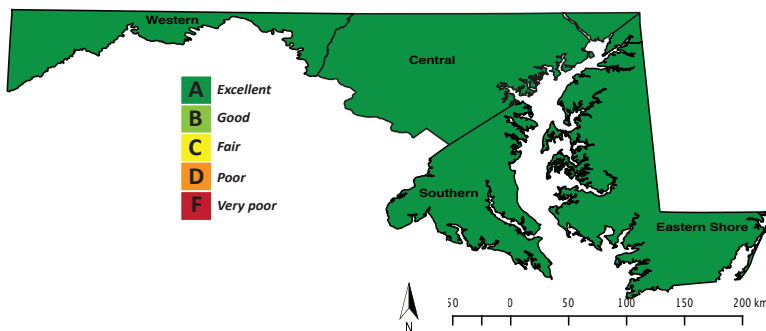 Western
Central
A Excellent
B Good
C Fair
D Poor
F Very poor
Southern
Eastern Shore
N
50 0 50 100 150 200 km